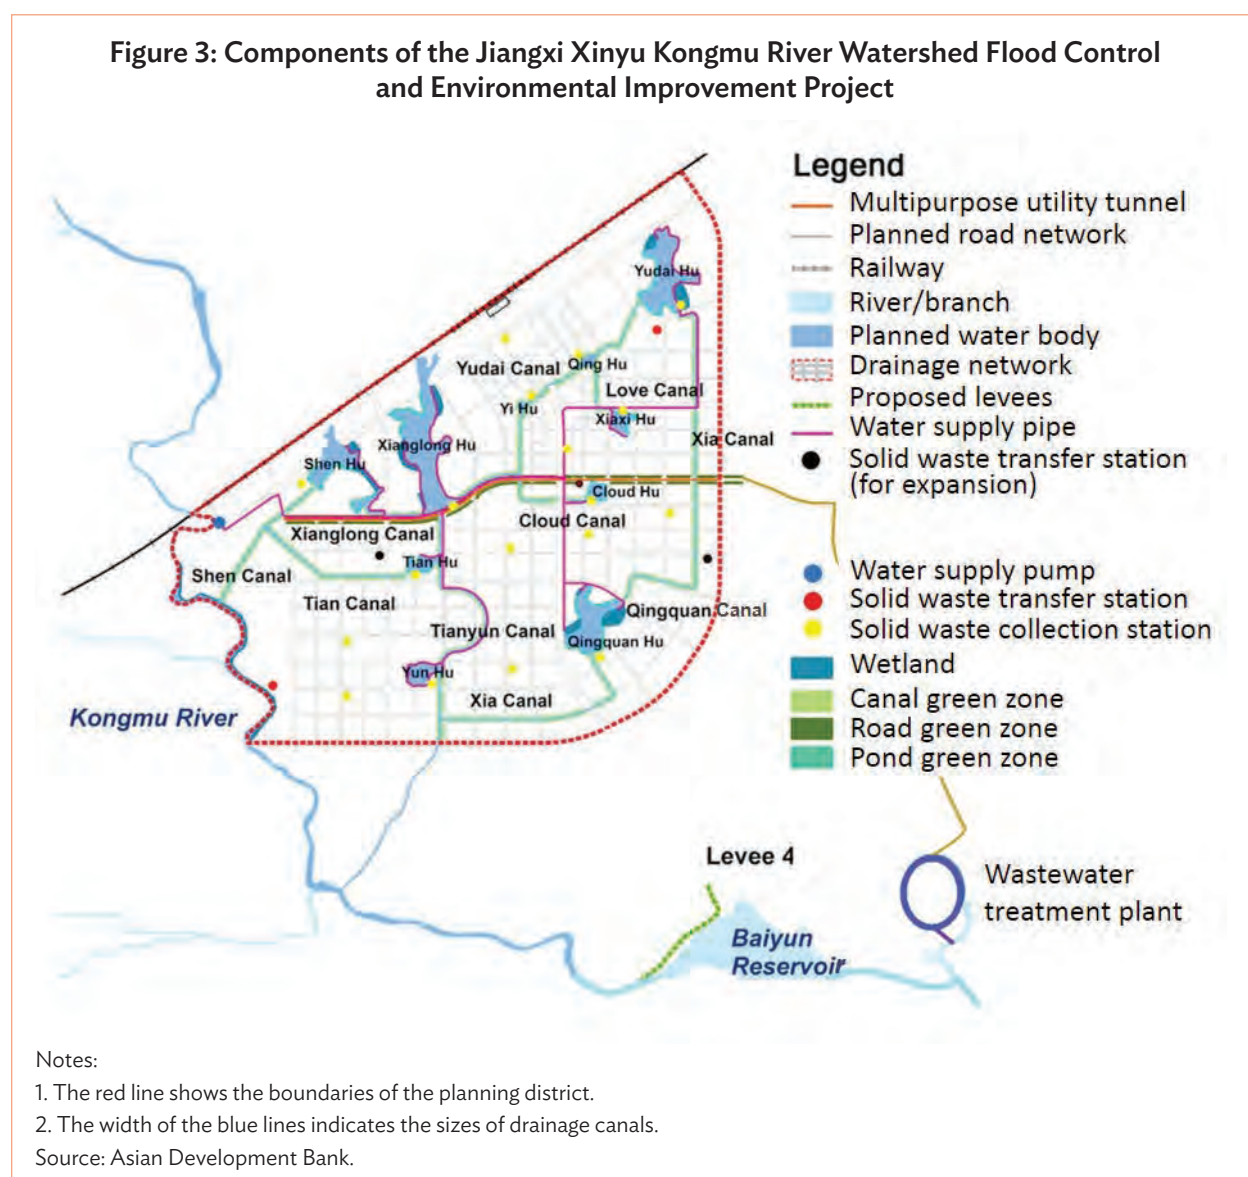 Figure 3: Components of the Jiangxi Xinyu Kongmu River Watershed Flood Control
and Environmental Improvement Project
Legend
Multipurpose utility tunnel
Planned road network
Railway
River/branch
Planned water body
Drainage network
Proposed levees
Water supply pipe
Solid waste transfer station
(for expansion)
Water supply pump
Solid waste transfer station
Solid waste collection station
Wetland
Canal green zone
Road green zone
Pond green zone
Yudai Hu
Yudai Canal
Qing Hu
Love Canal
Yi Hu
Xiaxi Hu
Xia Canal
Xianglong Hu
Shen Hu
Cloud Hu
Cloud Canal
Xianglong Canal
Tian Hu
Shen Canal
Tian Canal
Qingquan Canal
Tianyun Canal
Qingquan Hu
Yun Hu
Xia Canal
Kongmu River
Levee 4
Wastewater
treatment plant
Baiyun
Reservoir
Notes:
1. The red line shows the boundaries of the planning district.
2. The width of the blue lines indicates the sizes of drainage canals.
Source: Asian Development Bank.